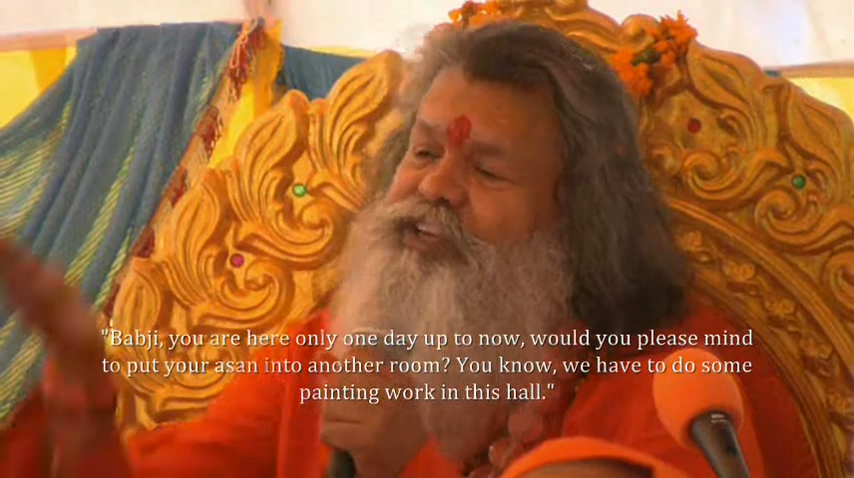 "Babji, you are here only one day up to now, would you please mind
to put your asan into another room? You know, we have to do some
painting work in this hall."